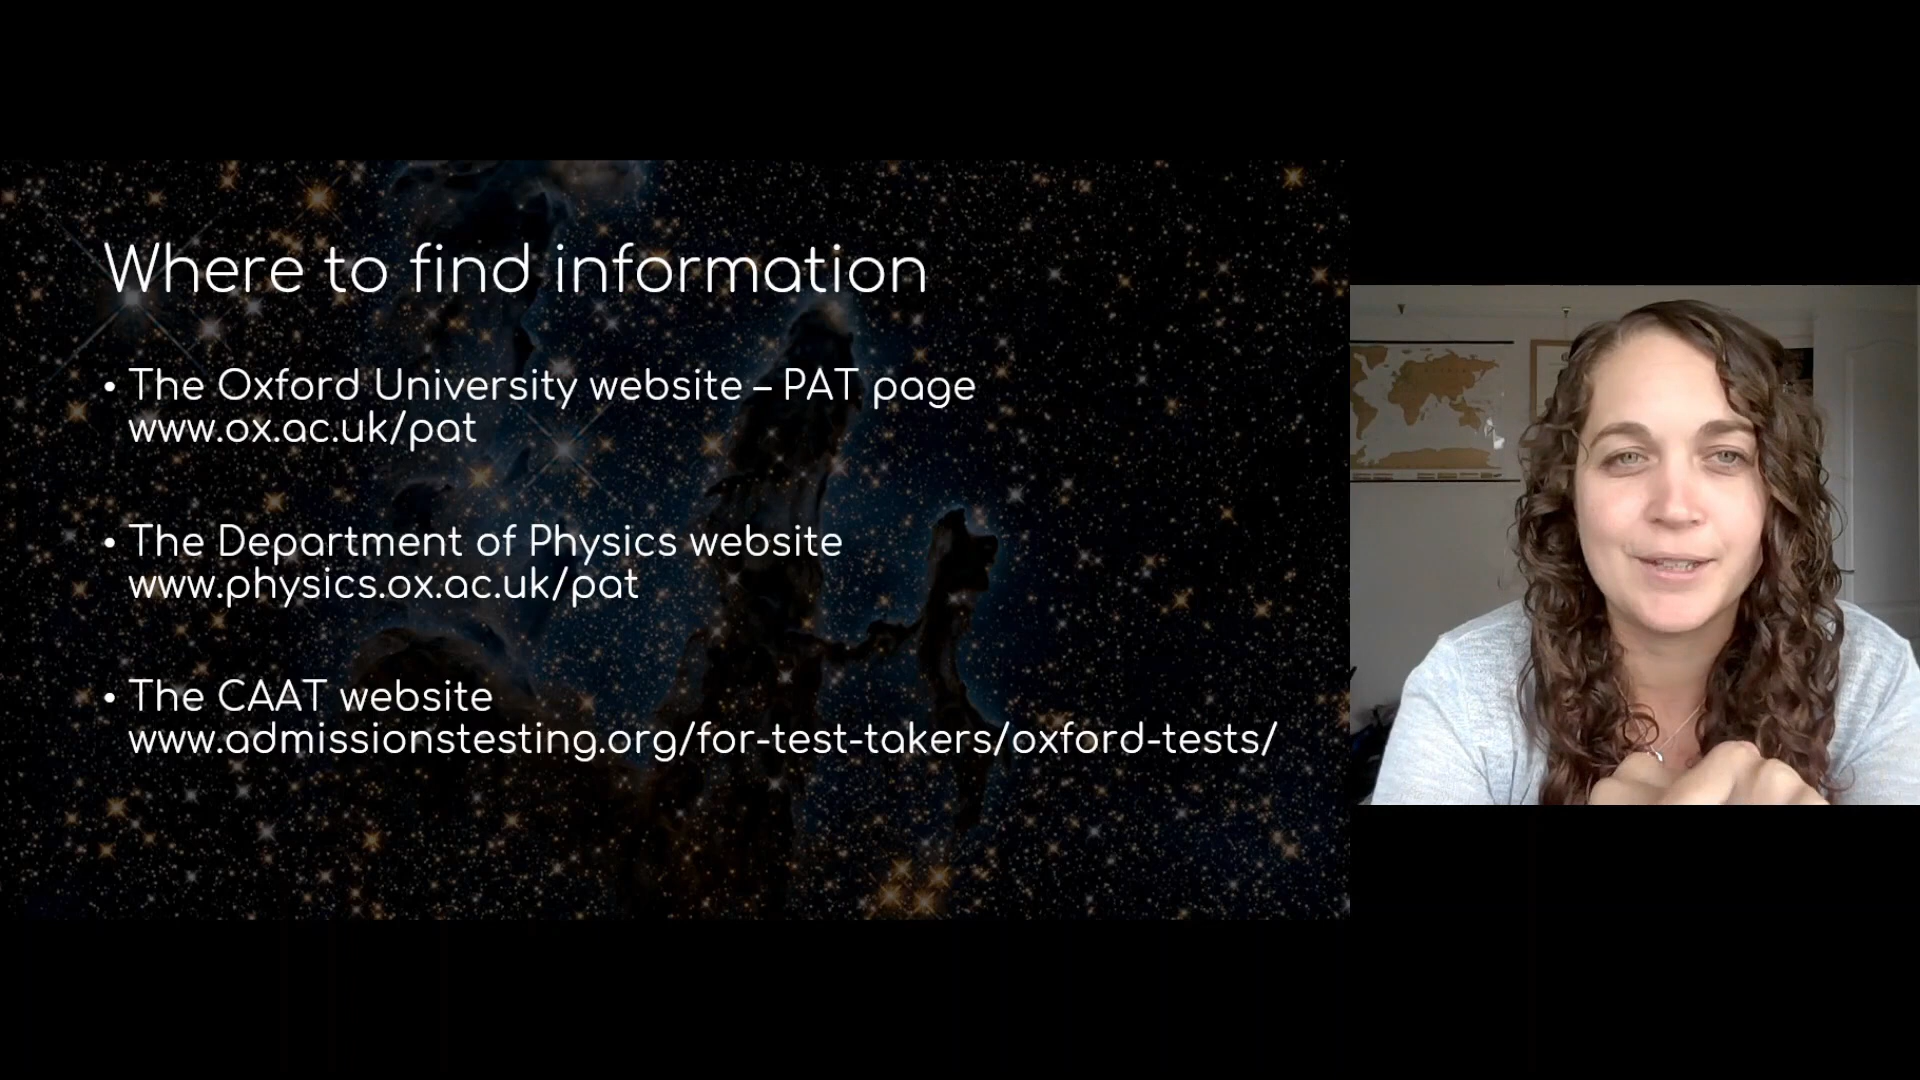 Where to find information
• The Oxford University website – PAT page
www.ox.ac.uk/pat
• The Department of Physics website
www.physics.ox.ac.uk/pat
• The CAAT website
www.admissionstesting.org/for-test-takers/oxford-tests/